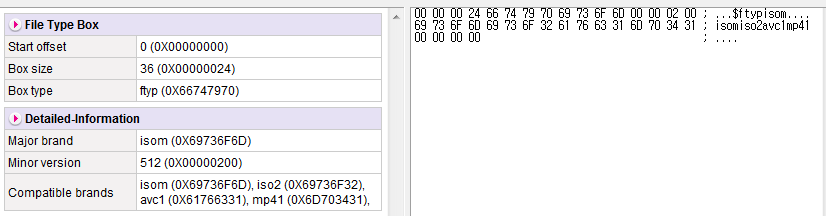 File Type Box
Start offset 0 (0X00000000)
Box size 36 (0X00000024)
Box type ftyp (0X66747970)
Detailed-Information
Major brand isom (0X69736F6D)
Minor version 512 (0X00000200)
Compatible brands isom (0X69736F6D), iso2 (0X69736F32),
avc1 (0X61766331), mp41 (0X6D703431),
00 00 00 24 66 74 79 70 69 73 6F 6D 00 00 02 00 ; ...$ftypisom....
69 73 6F 6D 69 73 6F 32 61 76 63 31 6D 70 34 31 ; isomiso2avc1mp41
00 00 00 00 ; ....